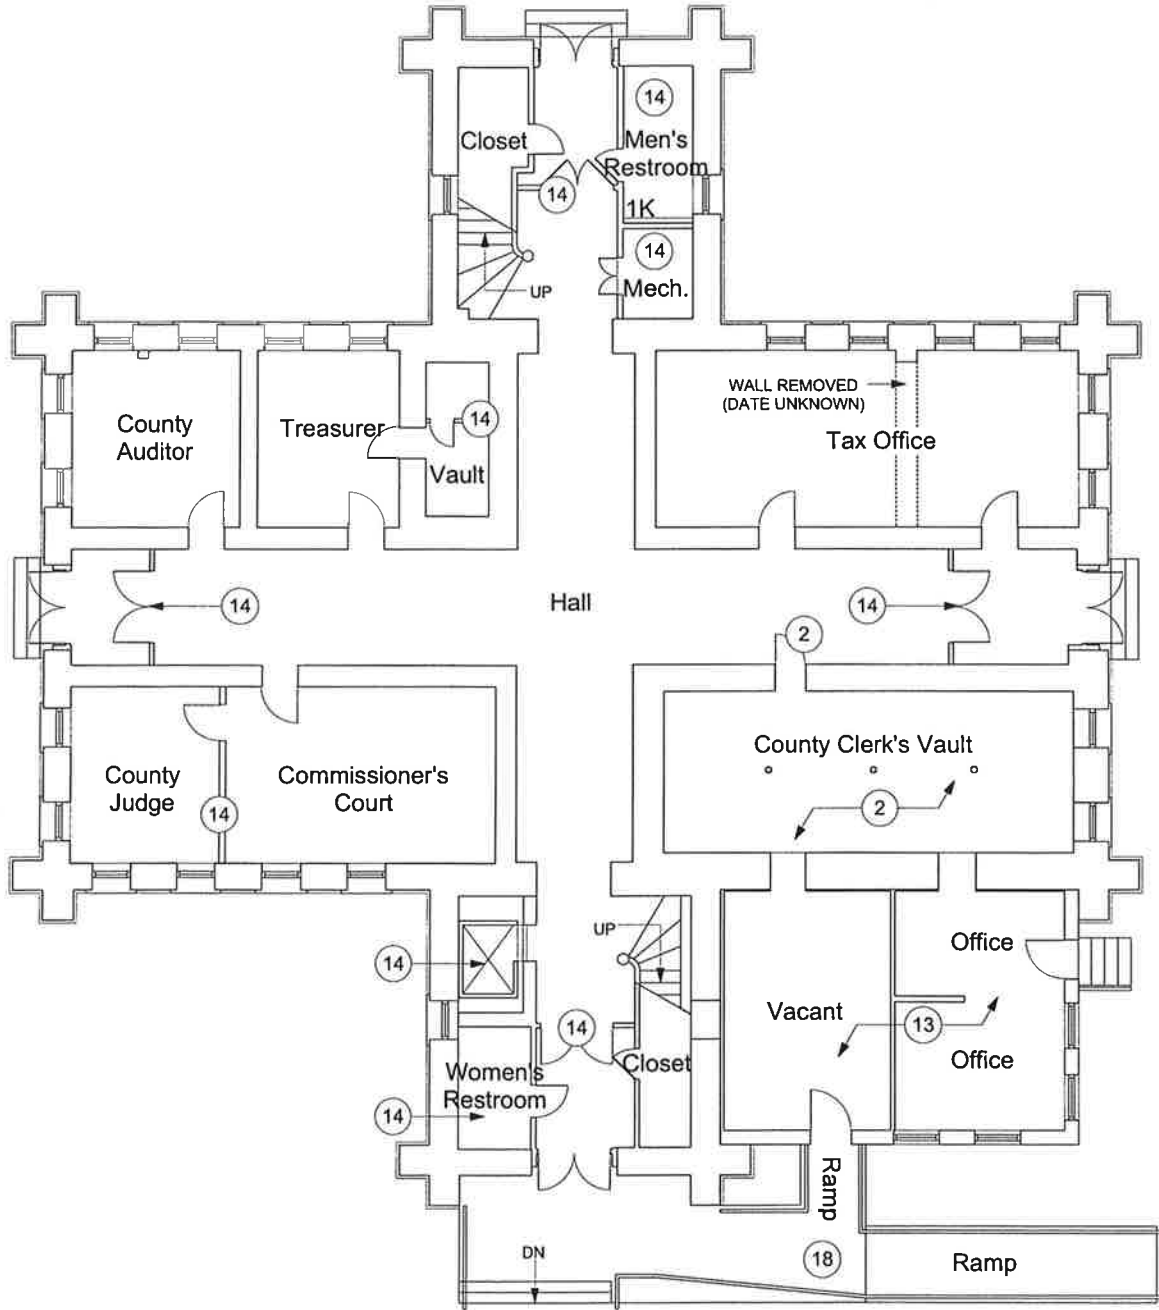 14
Closet
Men's
Restroom
14
1K
14
Mech.
UP
WALL REMOVED
(DATE UNKNOWN)
County
Auditor
Treasurer
14
Vault
Tax Office
14
Hall
14
2
County Clerk's Vault
County
Judge
Commissioner's
Court
14
2
UP
Office
14
Vacant
13
14
Closet
Office
Women's
Restroom
14
Ramp
DN
18
Ramp